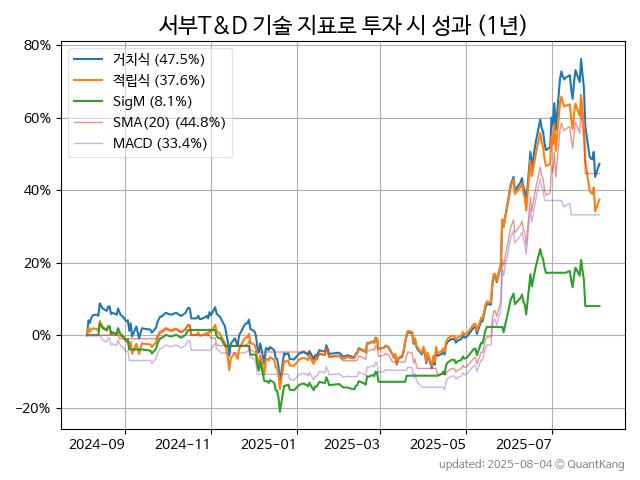 서부T&D 기술 지표로 투자 시 성과 (1년)
80%
60%
40%
20%
0%
−20%
거치식 (47.5%)
적립식 (37.6%)
SigM (8.1%)
SMA(20) (44.8%)
MACD (33.4%)
2024-09
2024-11
2025-01
2025-03
2025-05
2025-07
updated: 2025-08-04 © QuantKang